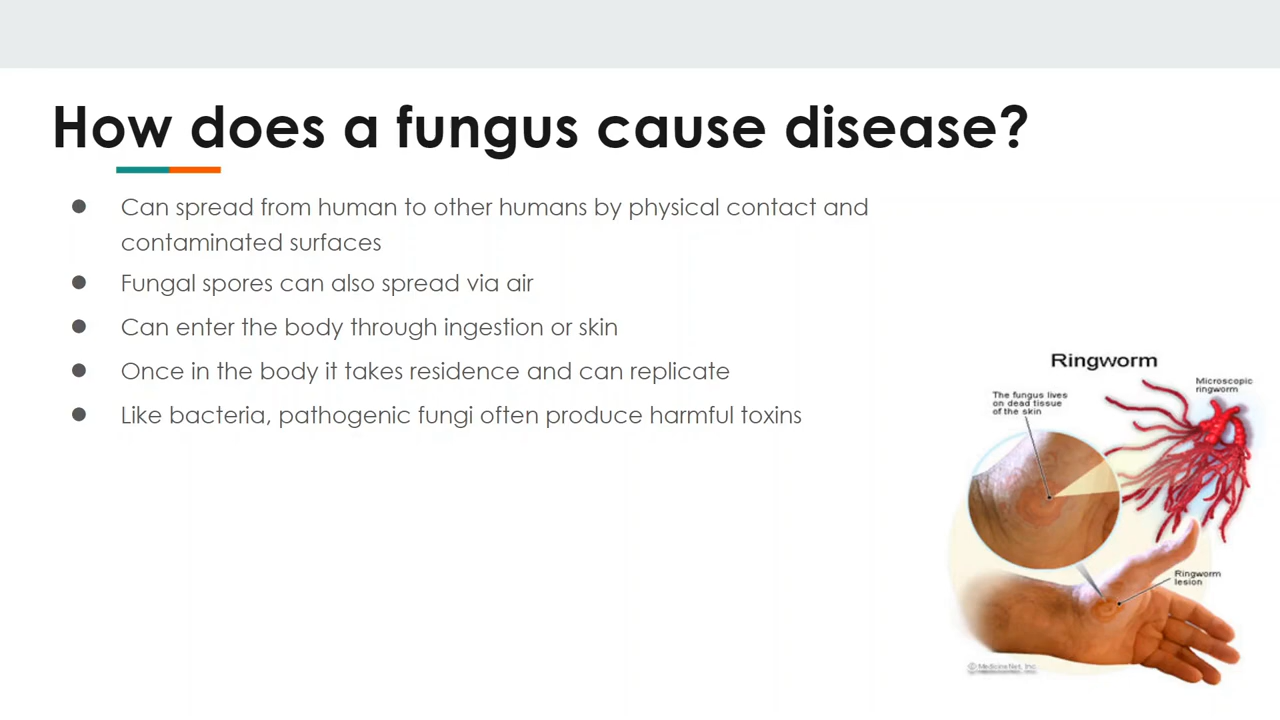 How does a fungus cause disease?
● Can spread from human to other humans by physical contact and
contaminated surfaces
● Fungal spores can also spread via air
● Can enter the body through ingestion or skin
● Once in the body it takes residence and can replicate
● Like bacteria, pathogenic fungi often produce harmful toxins
Ringworm
Microscopic
ringworm
The fungus lives
on dead tissue
of the skin
Ringworm
lesion
© MedicineNet, Inc.